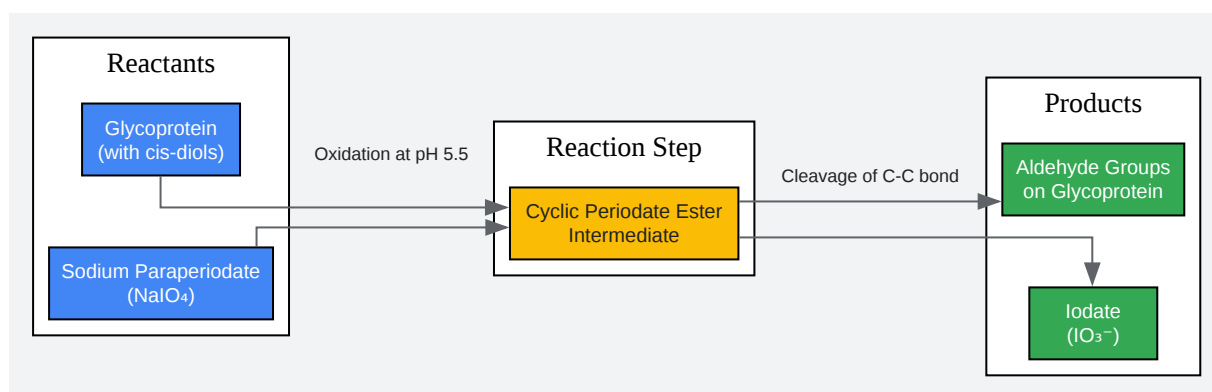 Reactants
Glycoprotein
(with cis-diols)
Sodium Paraperiodate
(NaIO₄)
Oxidation at pH 5.5
Reaction Step
Cyclic Periodate Ester
Intermediate
Cleavage of C-C bond
Products
Aldehyde Groups
on Glycoprotein
Iodate
(IO₃⁻)